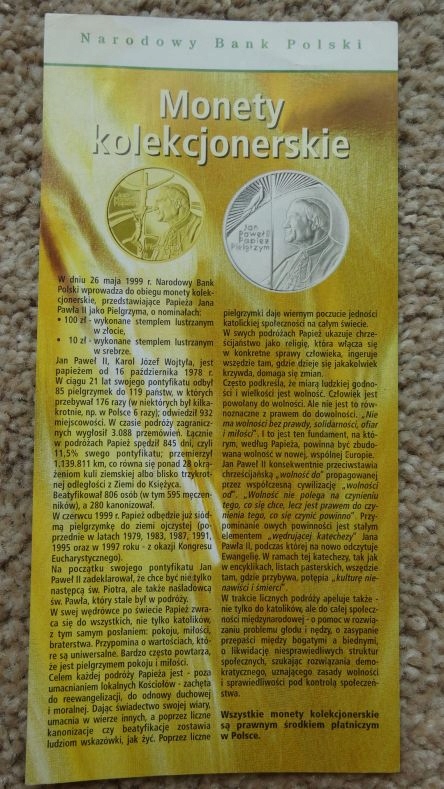 Narodowy Bank Polski
Monety
kolekcjonerskie
Jan
Paweł II
Papież
Pielgrzym
W dniu 26 maja 1999 r. Narodowy Bank
Polski wprowadza do obiegu monety kolek-
cjonerskie, przedstawiające Papieża Jana
Pawła II jako Pielgrzyma, o nominałach:
• 100 zł - wykonane stemplem lustrzanym
w złocie,
• 10 zł - wykonane stemplem lustrzanym
w srebrze.
Jan Paweł II, Karol Józef Wojtyła, jest
papieżem od 16 października 1978 r.
W ciągu 21 lat swojego pontyfikatu odbył
85 pielgrzymek do 119 państw, w których
przebywał 176 razy (w niektórych był kilka-
krotnie, np. w Polsce 6 razy); odwiedził 932
miejscowości. W czasie podróży zagranicz-
nych wygłosił 3.088 przemówień. Łącznie
w podróżach Papież spędził 845 dni, czyli
11,5% swego pontyfikatu; przemierzył
1.139.811 km, co równa się ponad 28 okrą-
żeniom kuli ziemskiej albo blisko trzykrot-
nej odległości z Ziemi do Księżyca.
Beatyfikował 806 osób (w tym 595 męczen-
ników), a 280 kanonizował.
W czerwcu 1999 r. Papież odbędzie już siód-
mą pielgrzymkę do ziemi ojczystej (po-
przednie w latach 1979, 1983, 1987, 1991,
1995 oraz w 1997 roku - z okazji Kongresu
Eucharystycznego).
Na początku swojego pontyfikatu Jan
Paweł II zadeklarował, że chce być nie tylko
następcą św. Piotra, ale także naśladowcą
św. Pawła, który stale był w podróży.
W swej wędrowce po świecie Papież zwra-
ca się do wszystkich, nie tylko katolików,
z tym samym posłaniem: pokoju, miłości,
braterstwa. Przypomina o wartościach, któ-
re są uniwersalne. Bardzo często powtarza,
że jest pielgrzymem pokoju i miłości.
Celem każdej podróży Papieża jest - poza
umacnianiem lokalnych Kościołów - zachęta
do reewangelizacji, do odnowy duchowej
i moralnej. Dając świadectwo swojej wiary,
umacnia w wierze innych, a poprzez liczne
kanonizacje czy beatyfikacje zostawia
ludziom wskazówki, jak żyć. Poprzez liczne
pielgrzymki daje wiernym poczucie jedności
katolickiej społeczności na całym świecie.
W swych podróżach Papież ukazuje chrze-
ścijaństwo jako religię, która włącza się
w konkretne sprawy człowieka, ingeruje
wszędzie tam, gdzie dzieje się jakakolwiek
krzywda, domaga się zmian.
Często podkreśla, że miarą ludzkiej godnoś-
ci i wielkości jest wolność. Człowiek jest
powołany do wolności. Ale nie jest to rów-
noznaczne z prawem do dowolności. „Nie
ma wolności bez prawdy, solidarności, ofiar
i miłości". I to jest ten fundament, na któ-
rym, według Papieża, powinna być zbudo-
wana wolność w nowej, wspólnej Europie.
Jan Paweł II konsekwentnie przeciwstawia
chrześcijańską „wolność do" propagowanej
przez współczesną cywilizację „wolności
od". „Wolność nie polega na czynieniu
tego, co się chce, lecz jest prawem do czy-
nienia tego, co się czynić powinno". Przy-
pominanie owych powinności jest stałym
elementem „wędrującej katechezy" Jana
Pawła II, podczas której na nowo odczytuje
Ewangelię. W ramach tej katechezy, tak jak
w encyklikach, listach pasterskich, wszędzie
tam, gdzie przybywa, potępia „kulturę nie-
nawiści i śmierci".
W trakcie licznych podróży apeluje także -
nie tylko do katolików, ale do całej społecz-
ności międzynarodowej - o pomoc w rozwią-
zaniu problemu głodu i nędzy, o zasypanie
przepaści między bogatymi a biednymi,
o likwidację niesprawiedliwych struktur
społecznych, szukając rozwiązania demo-
kratycznego, uznającego zasady wolności
i sprawiedliwości pod kontrolą społeczeń-
stwa.
Wszystkie monety kolekcjonerskie
są prawnym środkiem płatniczym
w Polsce.